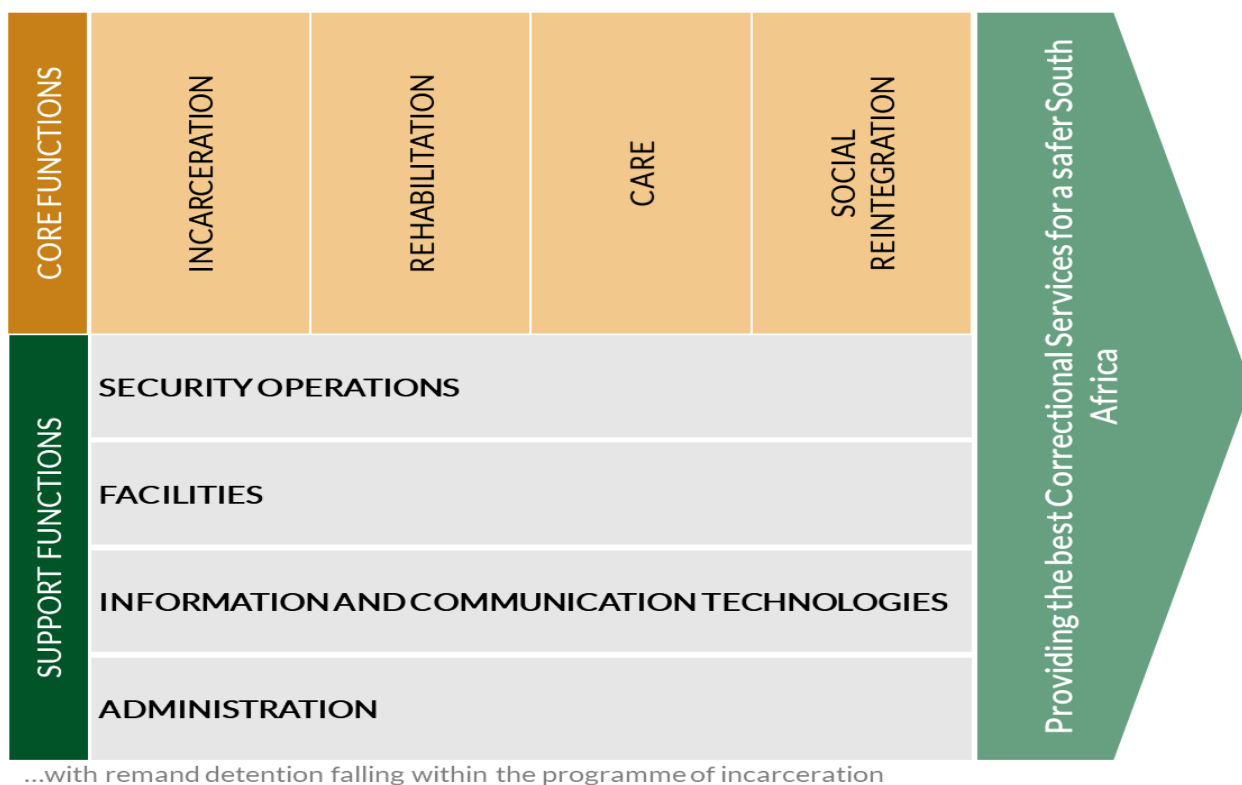 CORE FUNCTIONS
INCARCERATION
REHABILITATION
CARE
SOCIAL
REINTEGRATION
SUPPORT FUNCTIONS
SECURITY OPERATIONS
FACILITIES
INFORMATION AND COMMUNICATION TECHNOLOGIES
ADMINISTRATION
Providing the best Correctional Services for a safer South
Africa
...with remand detention falling within the programme of incarceration